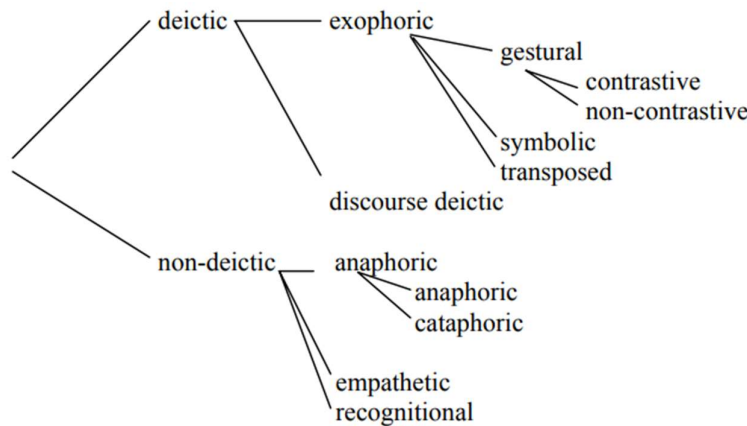 deictic exophoric
gestural
contrastive
non-contrastive
symbolic
transposed
discourse deictic
non-deictic anaphoric
anaphoric
cataphoric
empathetic
recognitional